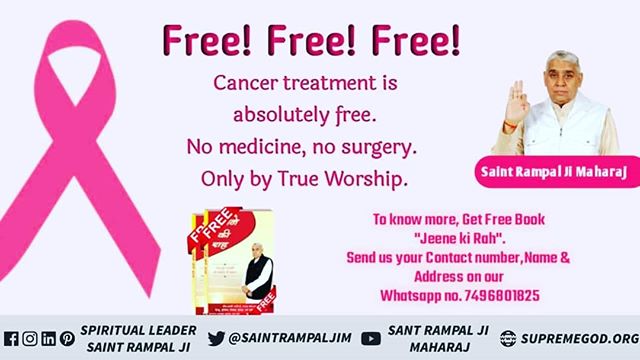 Free! Free! Free!
Cancer treatment is
absolutely free.
No medicine, no surgery.
Only by True Worship.
Saint Rampal Ji Maharaj
FREE
FREE
की
राह
FREE
To know more, Get Free Book
"Jeene ki Rah".
Send us your Contact number,Name &
Address on our
Whatsapp no. 7496801825
SPIRITUAL LEADER
SAINT RAMPAL JI
@SAINTRAMPALJIM
SANT RAMPAL JI
MAHARAJ
SUPREMEGOD.ORG